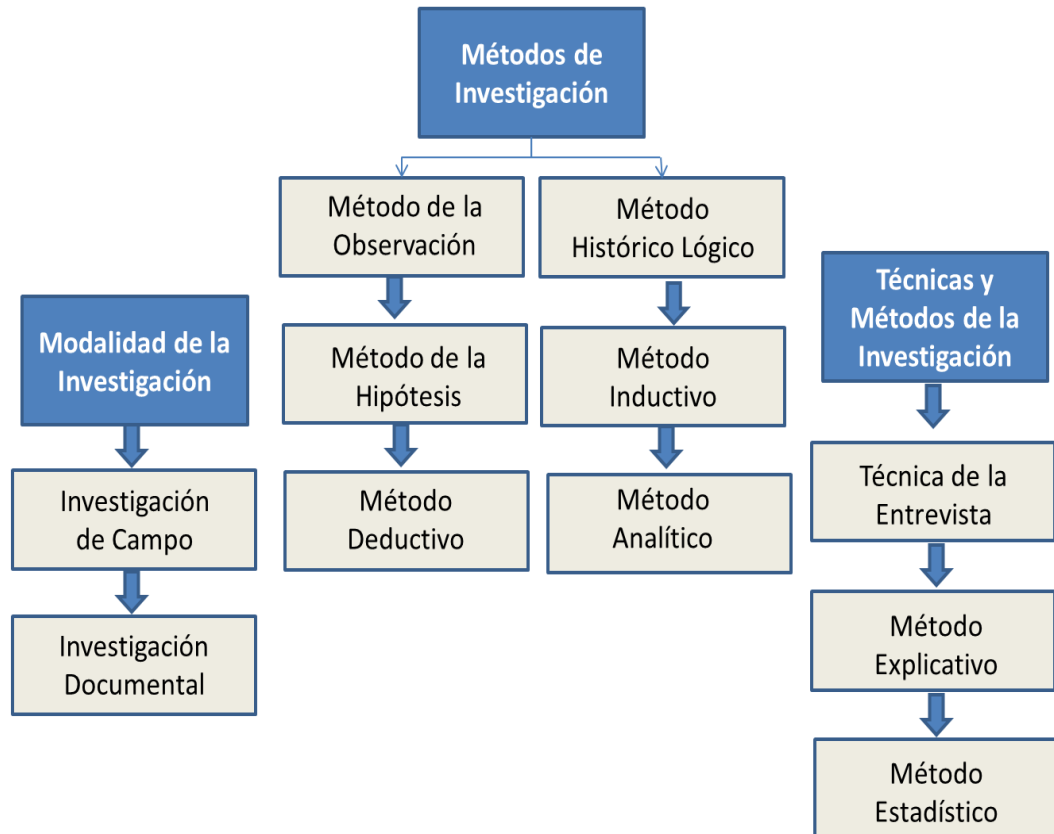 Métodos de
Investigación
Método de la
Observación
Método de la
Hipótesis
Método
Deductivo
Método
Histórico Lógico
Método
Inductivo
Método
Analítico
Modalidad de la
Investigación
Investigación
de Campo
Investigación
Documental
Técnicas y
Métodos de la
Investigación
Técnica de la
Entrevista
Método
Explicativo
Método
Estadístico